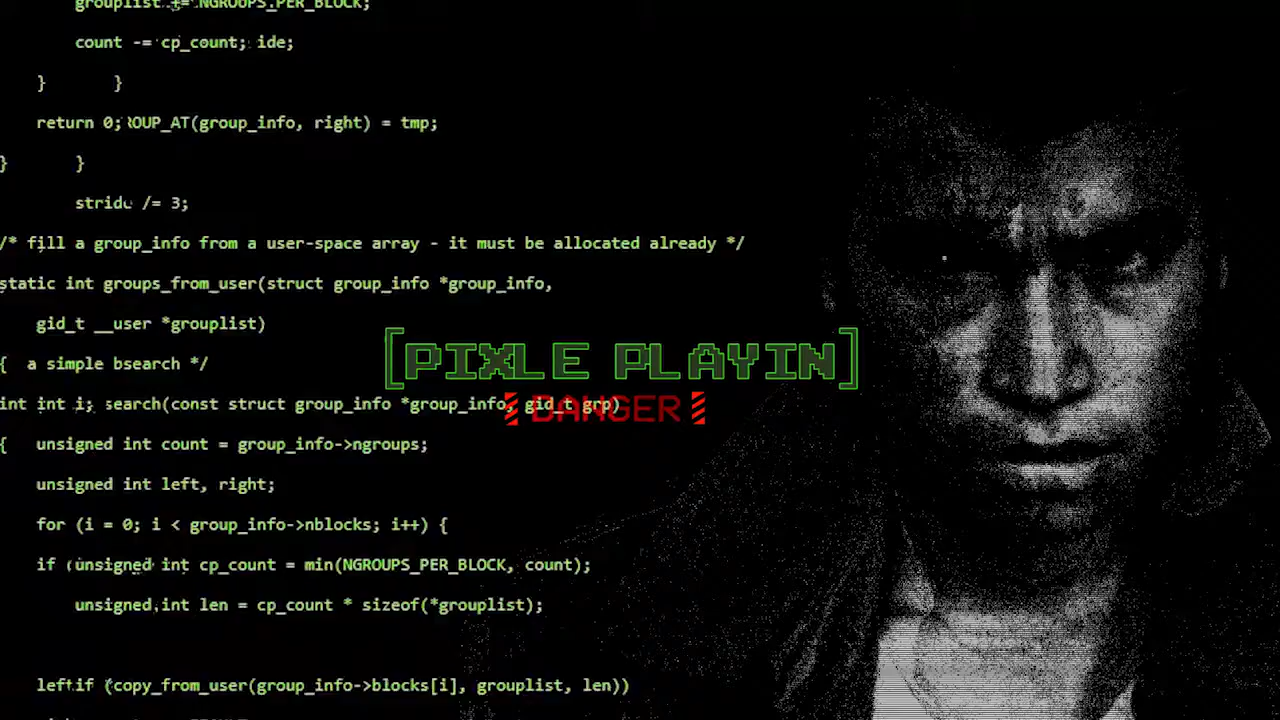 grouplist += NGROUPS_PER_BLOCK;
count -= cp_count; ide;
} }
return 0; ROUP_AT(group_info, right) = tmp;
} }
stride /= 3;
/* fill a group_info from a user-space array - it must be allocated already */
static int groups_from_user(struct group_info *group_info,
gid_t __user *grouplist)
[PIXLE PLAYIN]
{ a simple bsearch */
int int i; search(const struct group_info *group_info, gid_t grp)
DANGER
{ unsigned int count = group_info->ngroups;
unsigned int left, right;
for (i = 0; i < group_info->nblocks; i++) {
if (unsigned int cp_count = min(NGROUPS_PER_BLOCK, count);
unsigned int len = cp_count * sizeof(*grouplist);
left if (copy_from_user(group_info->blocks[i], grouplist, len))